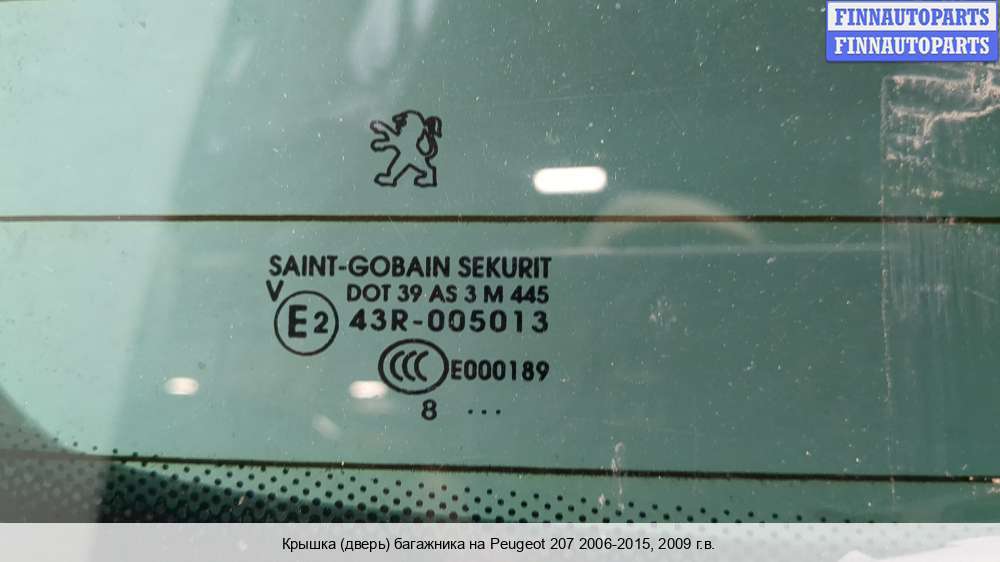 FINNAUTOPARTS
FINNAUTOPARTS
SAINT-GOBAIN SEKURIT
V DOT 39 AS 3 M 445
E2 43R-005013
CCC E000189
8 ...
Крышка (дверь) багажника на Peugeot 207 2006-2015, 2009 г.в.